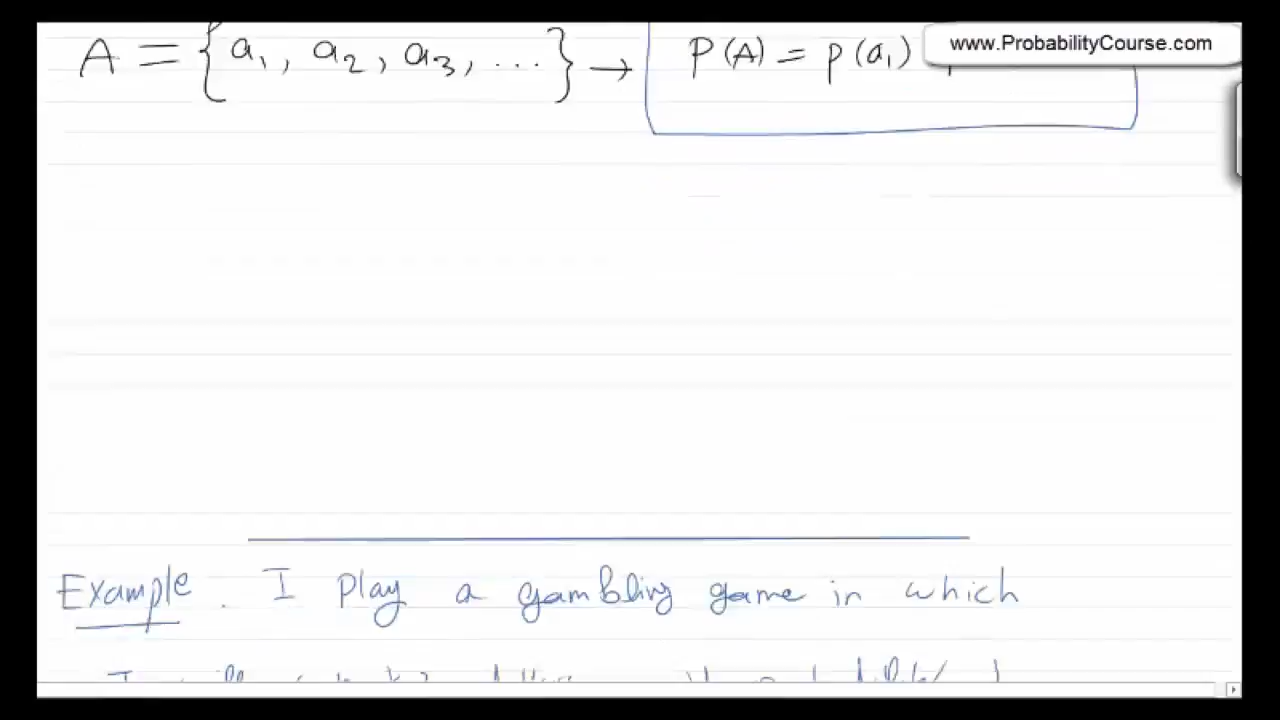 www.ProbabilityCourse.com
A = {a₁, a₂, a₃, ...} → P(A) = p(a₁)
Example. I play a gambling game in which